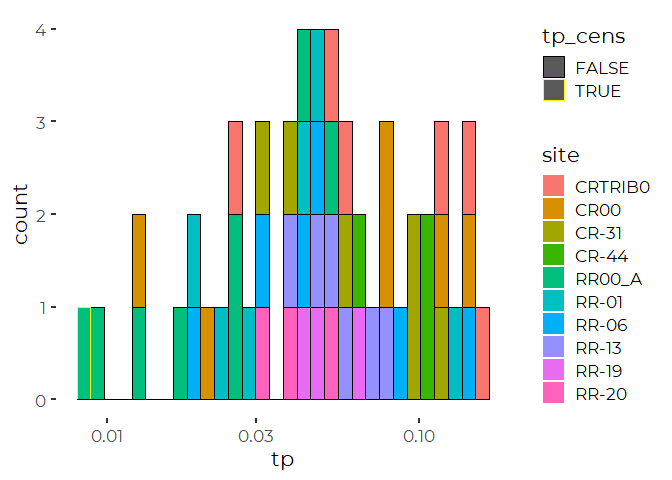 4
3
2
1
0
count
0.01
0.03
0.10
tp
tp_cens
FALSE
TRUE
site
CRTRIB0
CR00
CR-31
CR-44
RR00_A
RR-01
RR-06
RR-13
RR-19
RR-20